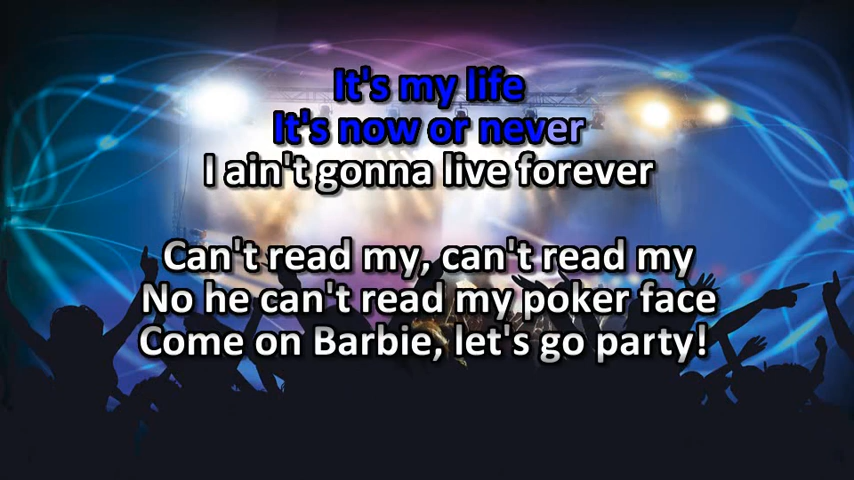 It's my life
It's now or never
I ain't gonna live forever
Can't read my, can't read my
No he can't read my poker face
Come on Barbie, let's go party!